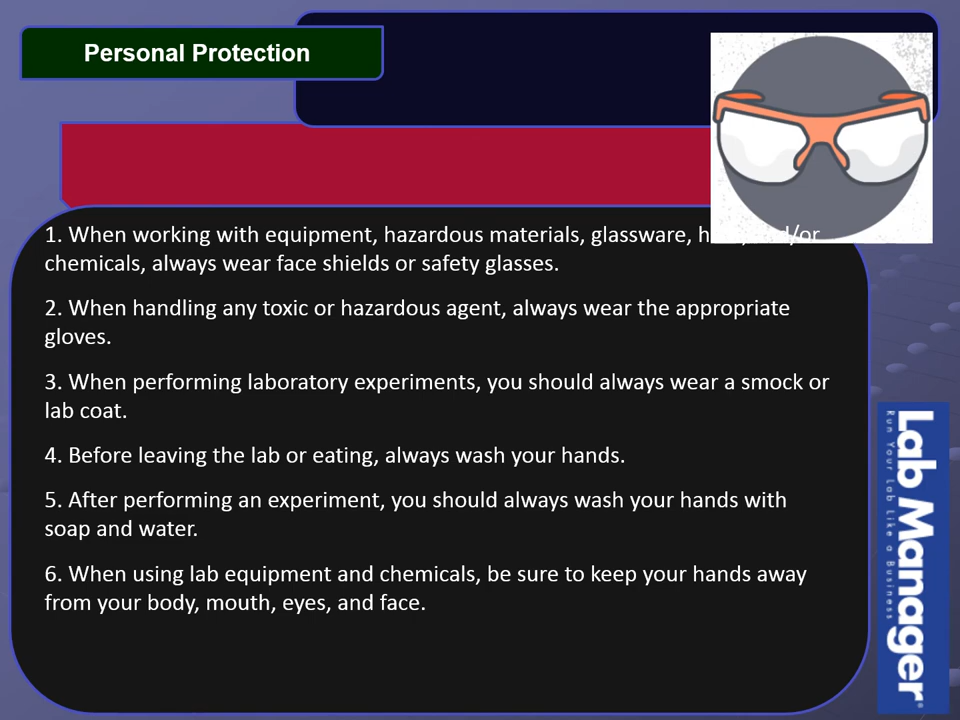 Personal Protection
1. When working with equipment, hazardous materials, glassware,
chemicals, always wear face shields or safety glasses.
2. When handling any toxic or hazardous agent, always wear the appropriate
gloves.
3. When performing laboratory experiments, you should always wear a smock or
lab coat.
4. Before leaving the lab or eating, always wash your hands.
5. After performing an experiment, you should always wash your hands with
soap and water.
6. When using lab equipment and chemicals, be sure to keep your hands away
from your body, mouth, eyes, and face.
Lab Manager®
Run Your Lab Like a Business